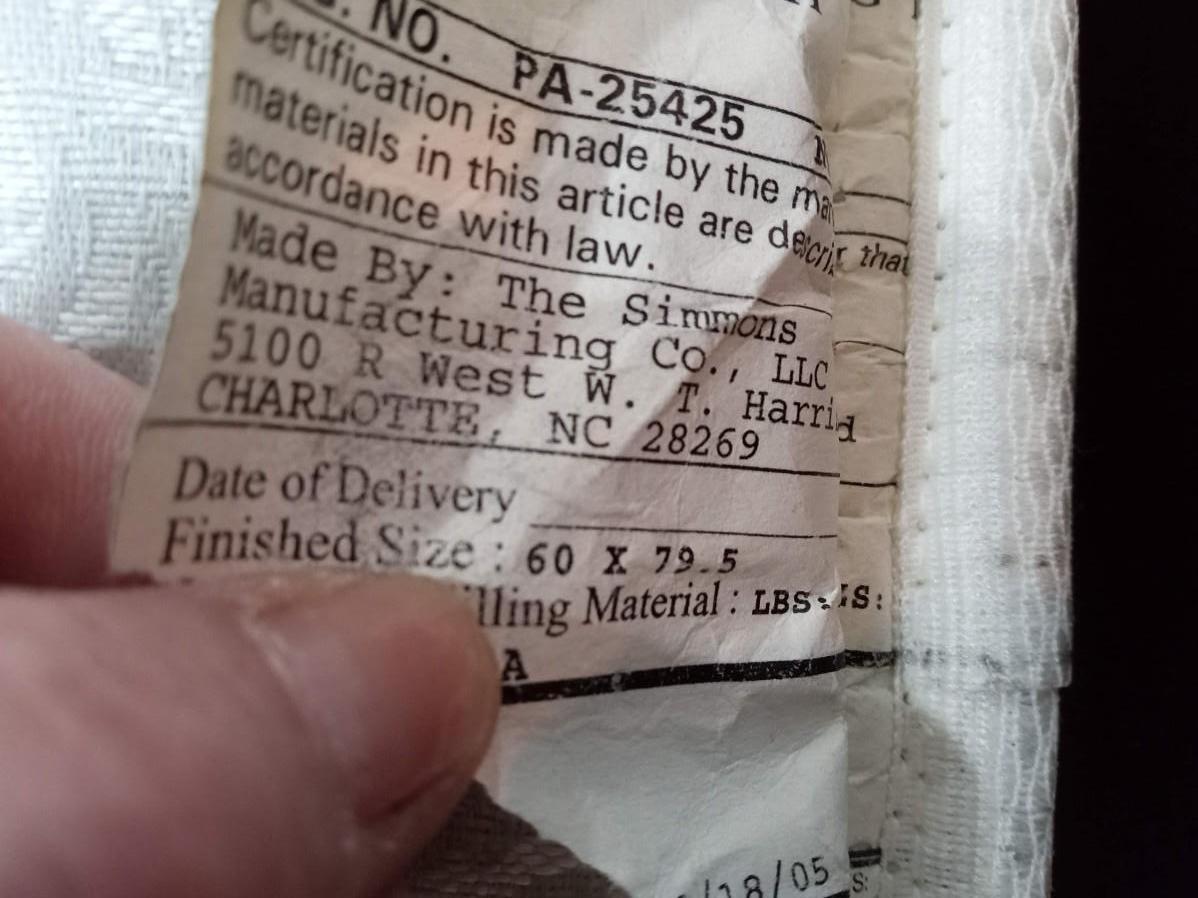 NO. PA-25425
Certification is made by the
materials in this article are
that
accordance with law.
Made By: The Simmons
Manufacturing Co., LLC
5100 R West W. T.
CHARLOTTE, NC 28269
Date of Delivery
Finished Size : 60 X 79.5
Material : LBS
A
18/05
S: